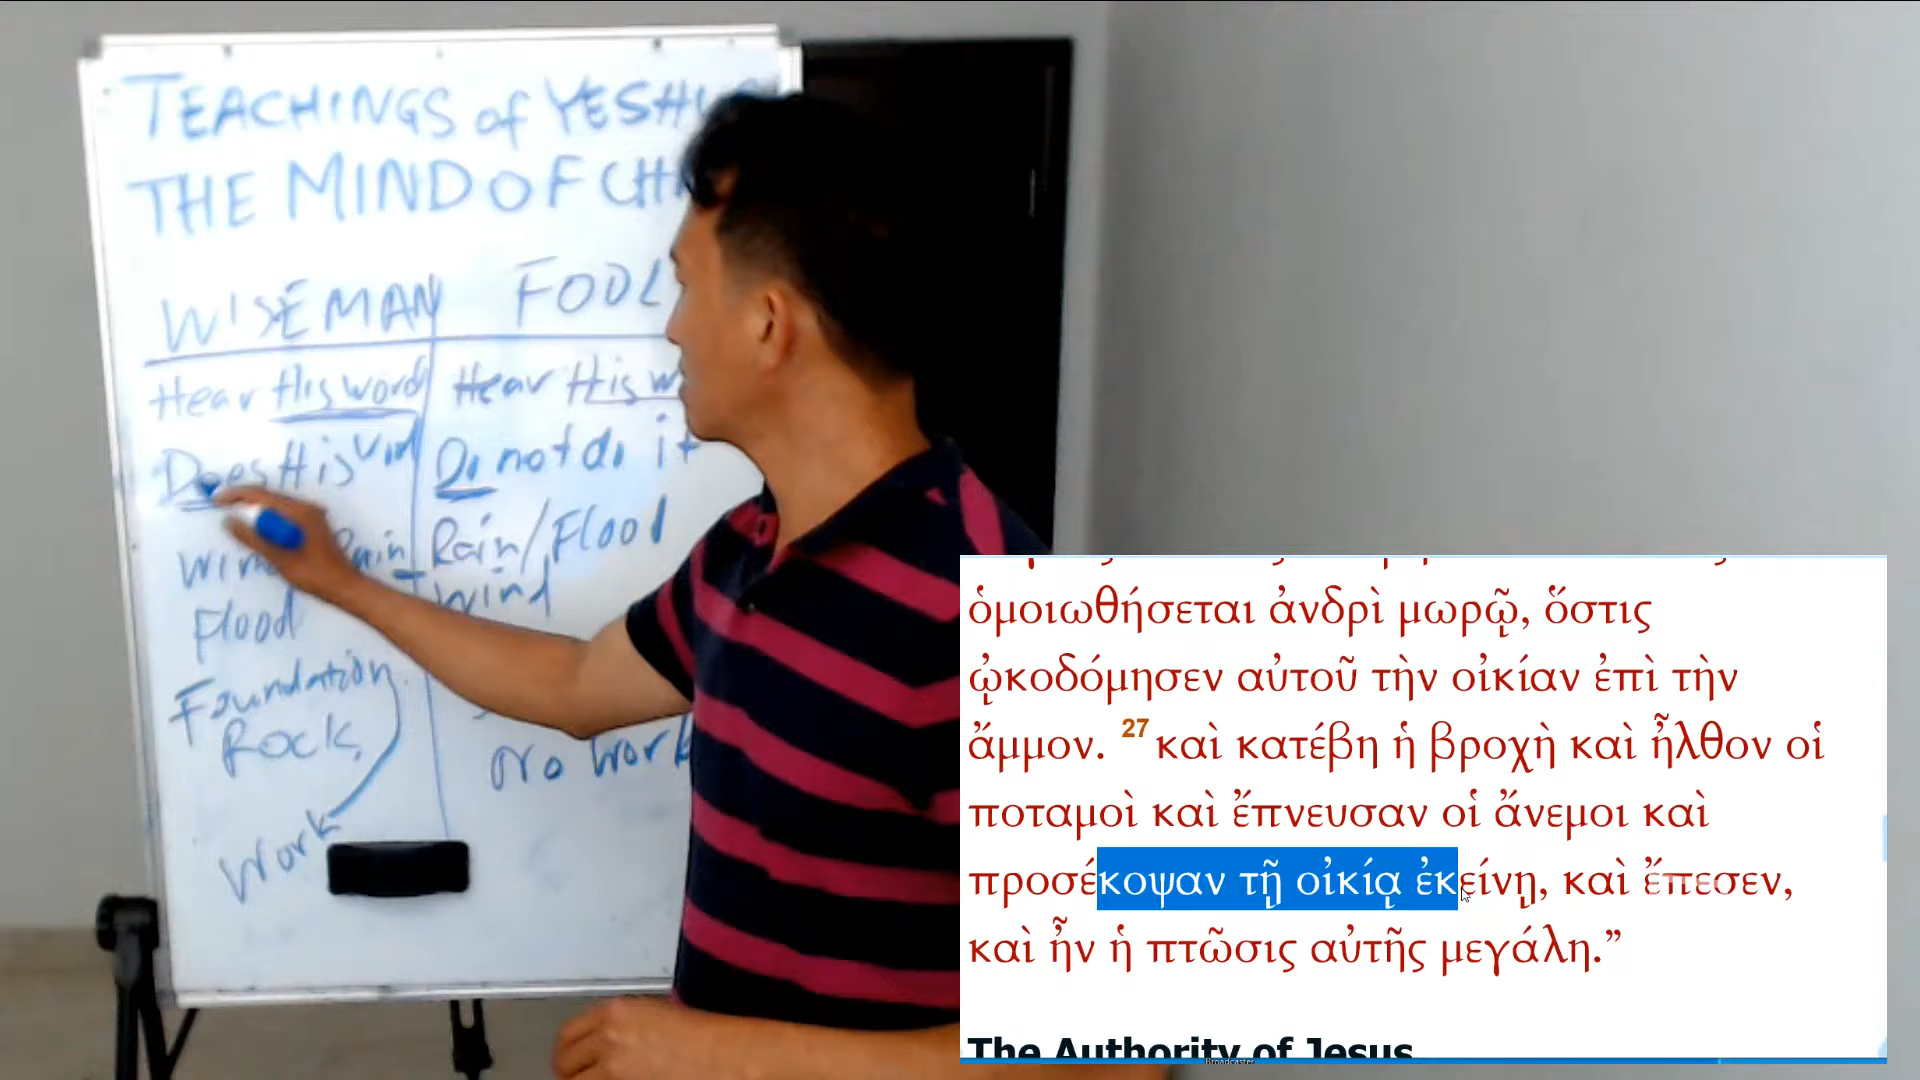 TEACHINGS of YESHU
THE MIND OF CH
WISEMAN FOOL
Hear His word Hear His w
Does His Do not do it
Rain Rain/Flood
Flood Wind
Foundation
Rock
No Work
Work
ὁμοιωθήσεται ἀνδρὶ μωρῷ, ὅστις
ᾠκοδόμησεν αὐτοῦ τὴν οἰκίαν ἐπὶ τὴν
ἄμμον. 27 καὶ κατέβη ἡ βροχὴ καὶ ἦλθον οἱ
ποταμοὶ καὶ ἔπνευσαν οἱ ἄνεμοι καὶ
προσέκοψαν τῇ οἰκίᾳ ἐκείνῃ, καὶ ἔπεσεν,
καὶ ἦν ἡ πτῶσις αὐτῆς μεγάλη.”
The Authority of Jesus
Broadcaster